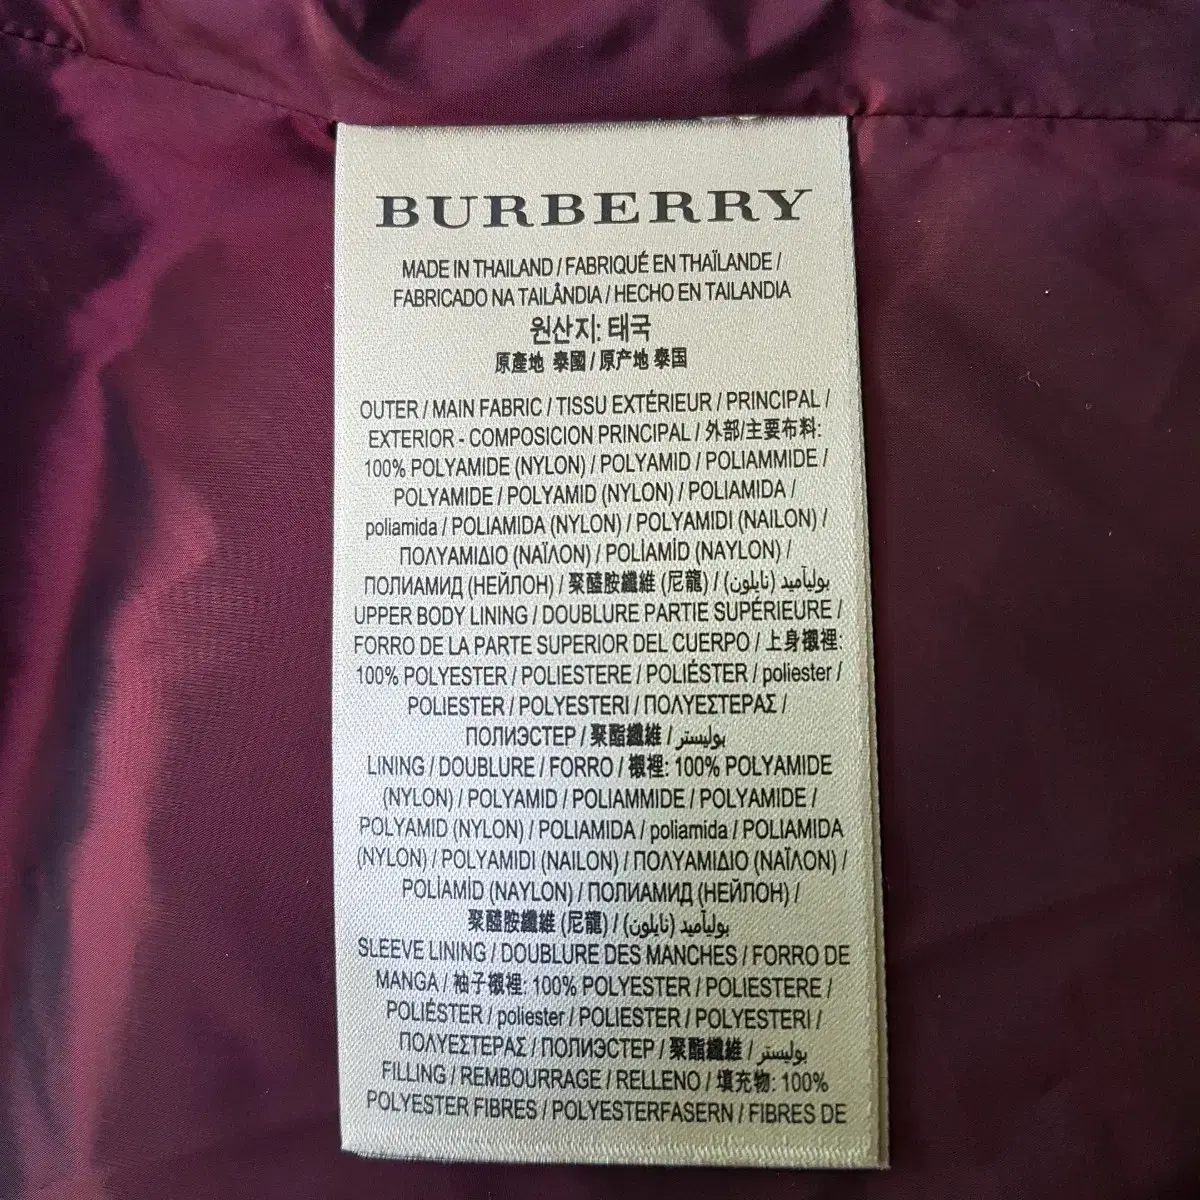 BURBERRY
MADE IN THAILAND / FABRIQUÉ EN THAÏLANDE /
FABRICADO NA TAILÂNDIA / HECHO EN TAILANDIA
원산지: 태국
原產地 泰國 / 原产地 泰国
OUTER / MAIN FABRIC / TISSU EXTÉRIEUR / PRINCIPAL /
EXTERIOR - COMPOSICION PRINCIPAL / 外部/主要布料:
100% POLYAMIDE (NYLON) / POLYAMID / POLIAMMIDE /
POLYAMIDE / POLYAMID (NYLON) / POLIAMIDA /
poliamida / POLIAMIDA (NYLON) / POLYAMIDI (NAILON) /
ΠΟΛΥΑΜΙΔΙΟ (ΝΑΪΛΟΝ) / POLİAMİD (NAYLON) /
ПОЛИАМИД (НЕЙЛОН) / 聚醯胺纖維 (尼龍) / بوليآميد (نايلون)
UPPER BODY LINING / DOUBLURE PARTIE SUPÉRIEURE /
FORRO DE LA PARTE SUPERIOR DEL CUERPO / 上身襯裡:
100% POLYESTER / POLIESTERE / POLIÉSTER / poliester /
POLIESTER / POLYESTERI / ΠΟΛΥΕΣΤΕΡΑΣ /
ПОЛИЭСТЕР / 聚酯纖維 / بوليستر
LINING / DOUBLURE / FORRO / 襯裡: 100% POLYAMIDE
(NYLON) / POLYAMID / POLIAMMIDE / POLYAMIDE /
POLYAMID (NYLON) / POLIAMIDA / poliamida / POLIAMIDA
(NYLON) / POLYAMIDI (NAILON) / ΠΟΛΥΑΜΙΔΙΟ (ΝΑΪΛΟΝ) /
POLİAMİD (NAYLON) / ПОЛИАМИД (НЕЙЛОН) /
聚醯胺纖維 (尼龍) / بوليآميد (نايلون)
SLEEVE LINING / DOUBLURE DES MANCHES / FORRO DE
MANGA / 袖子襯裡: 100% POLYESTER / POLIESTERE /
POLIÉSTER / poliester / POLIESTER / POLYESTERI /
ΠΟΛΥΕΣΤΕΡΑΣ / ПОЛИЭСТЕР / 聚酯纖維 / بوليستر
FILLING / REMBOURRAGE / RELLENO / 填充物: 100%
POLYESTER FIBRES / POLYESTERFASERN / FIBRES DE